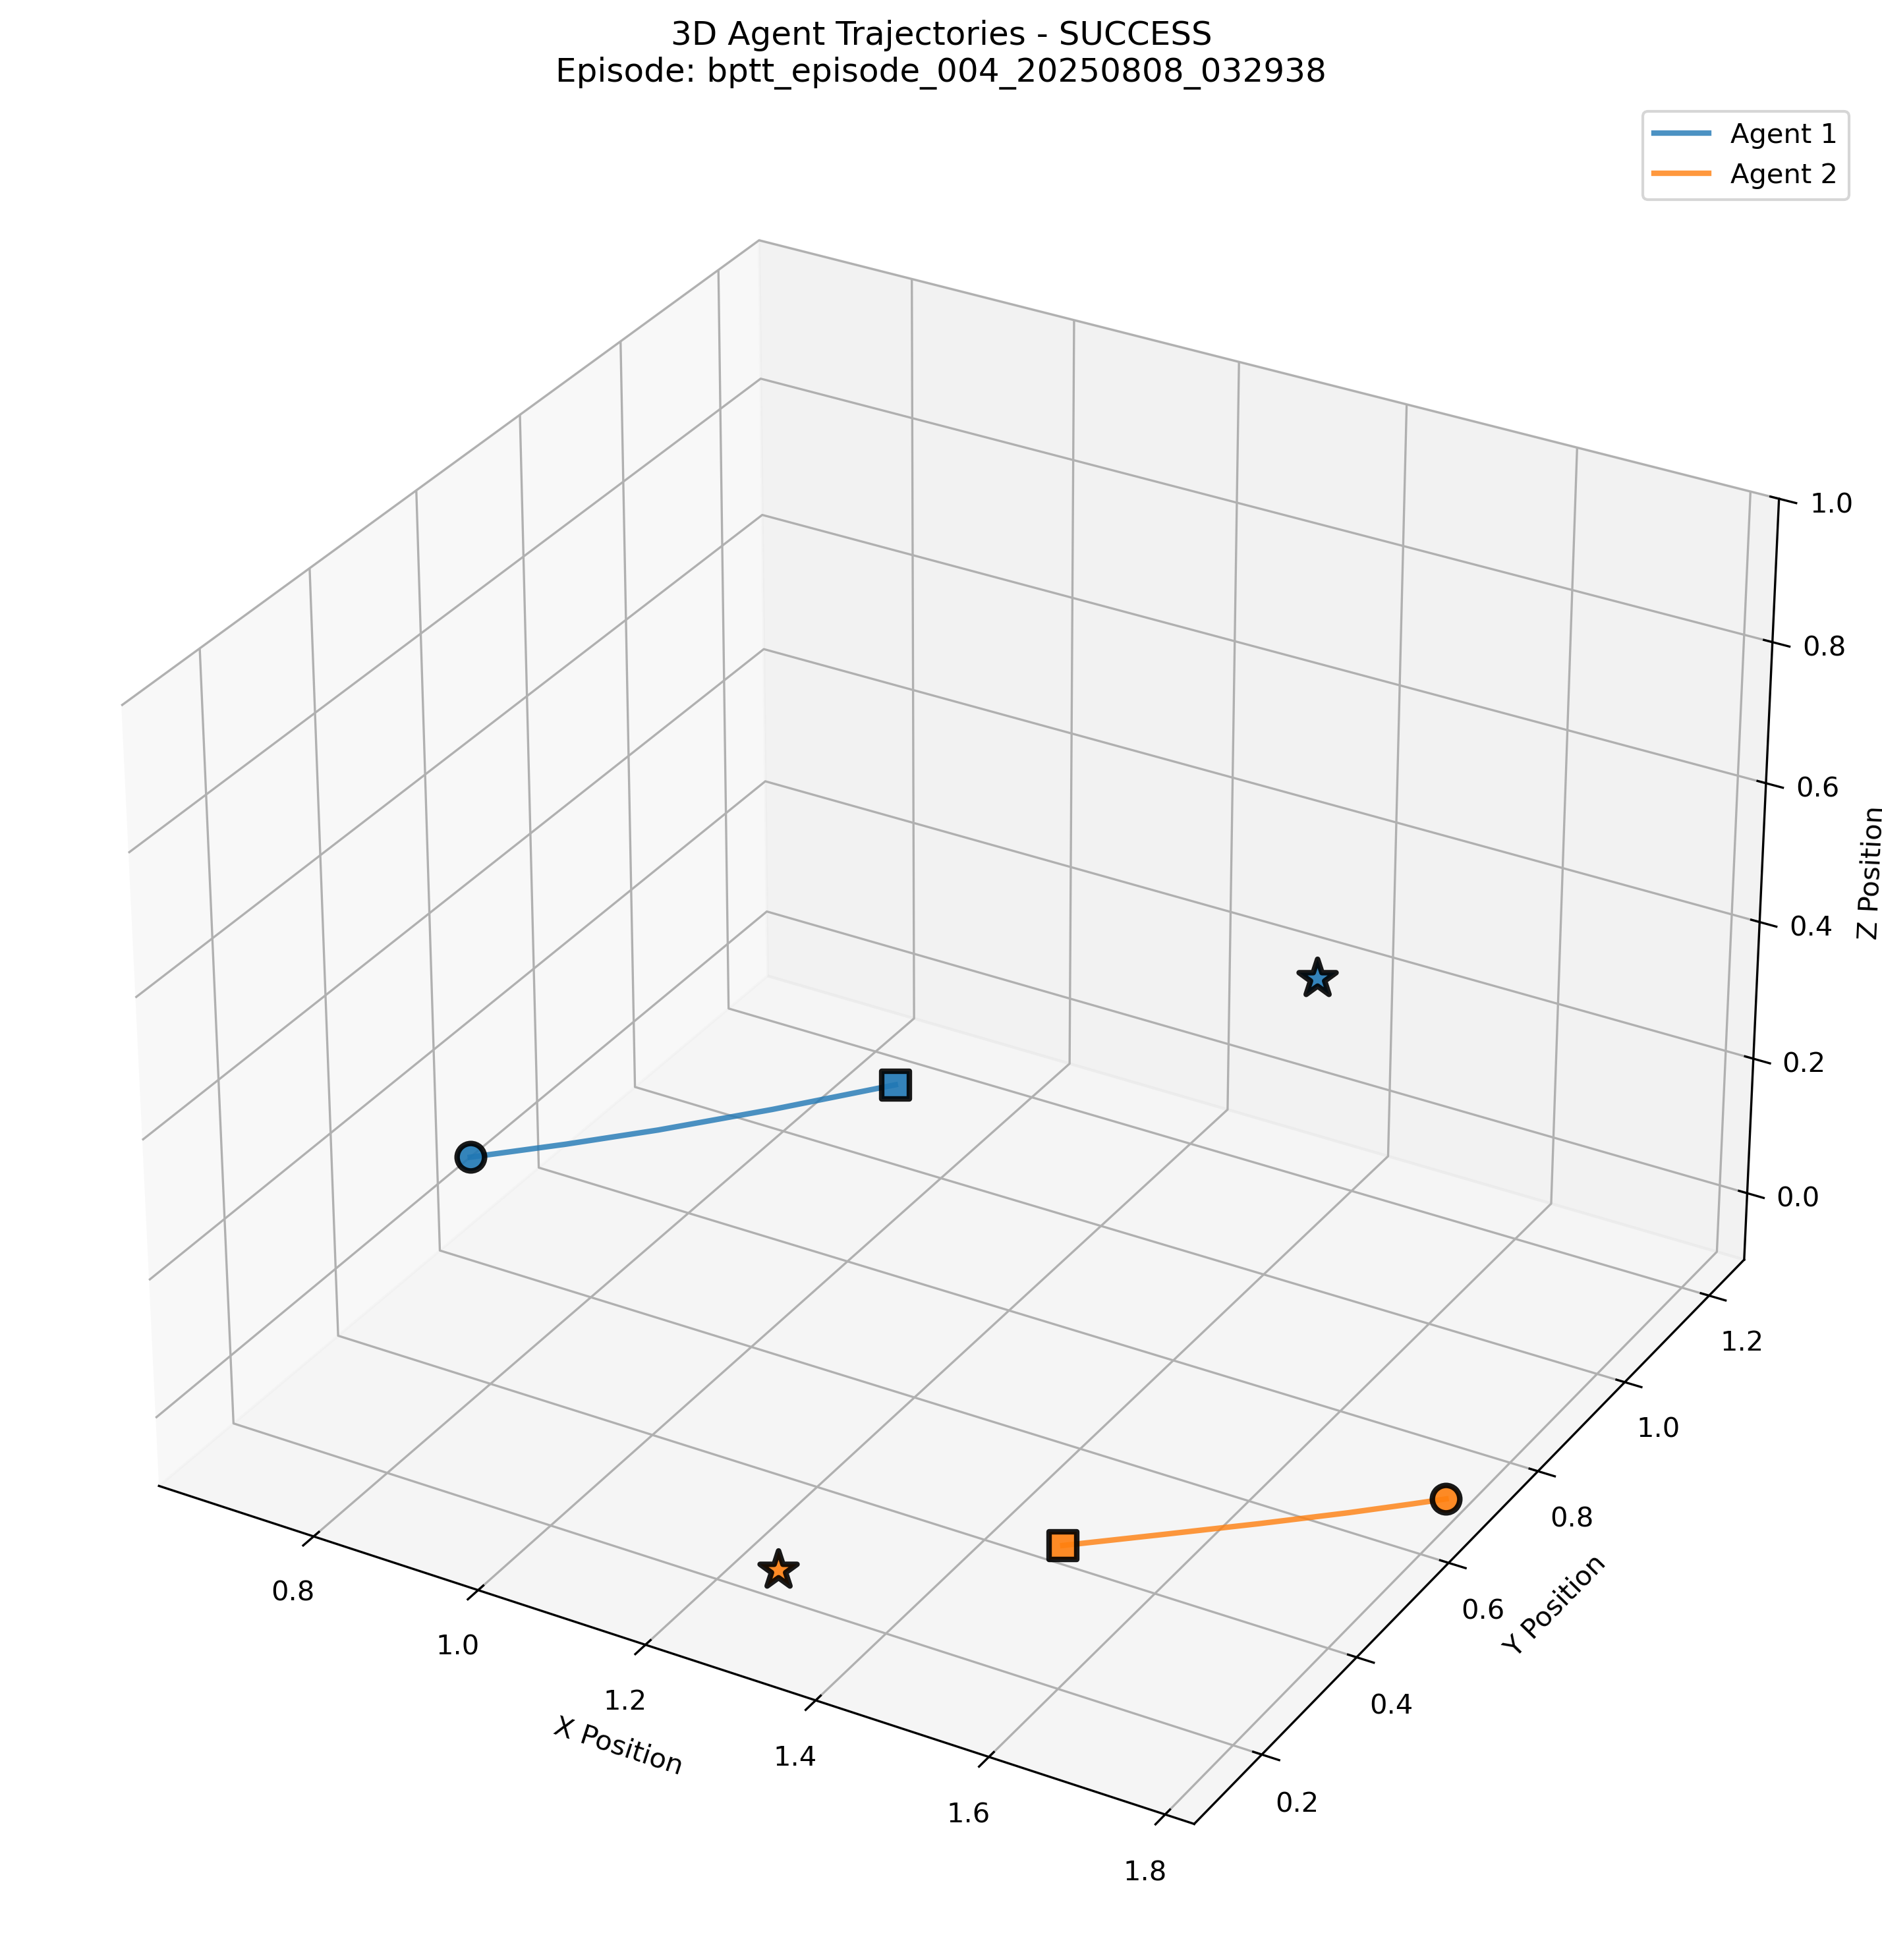 3D Agent Trajectories - SUCCESS
Episode: bptt_episode_004_20250808_032938
Agent 1
Agent 2
1.0
0.8
0.6
0.4
0.2
0.0
Z Position
1.2
1.0
0.8
0.6
0.4
0.2
Y Position
0.8
1.0
1.2
1.4
1.6
1.8
X Position